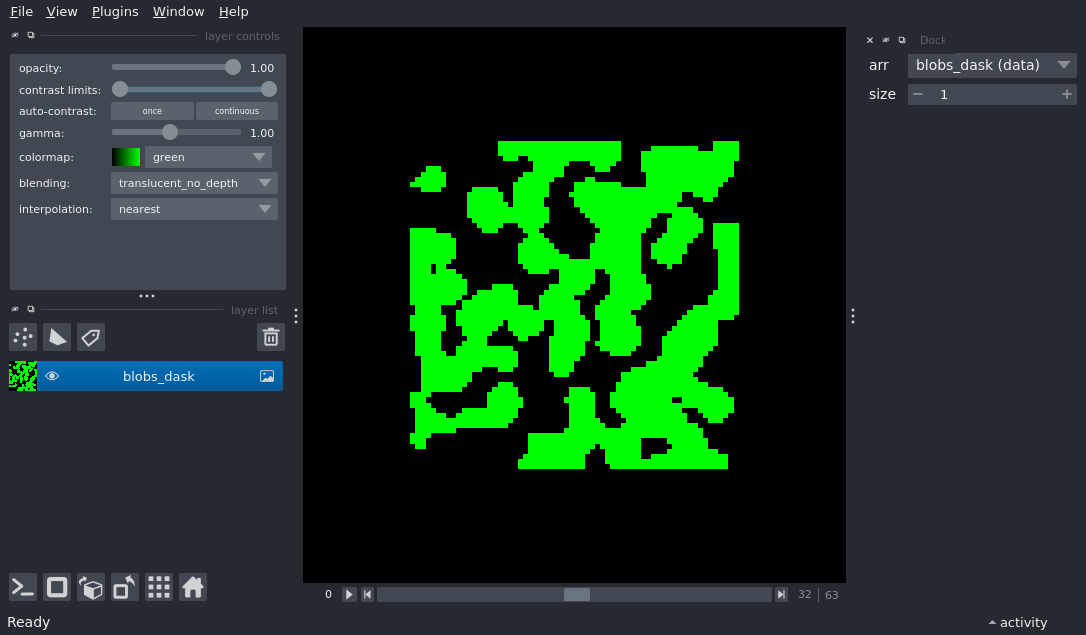 File View Plugins Window Help
layer controls
opacity: 1.00
contrast limits:
auto-contrast: once continuous
gamma: 1.00
colormap: green
blending: translucent_no_depth
interpolation: nearest
layer list
blobs_dask
0 32 63
Ready
Dock
arr blobs_dask (data)
size 1
activity